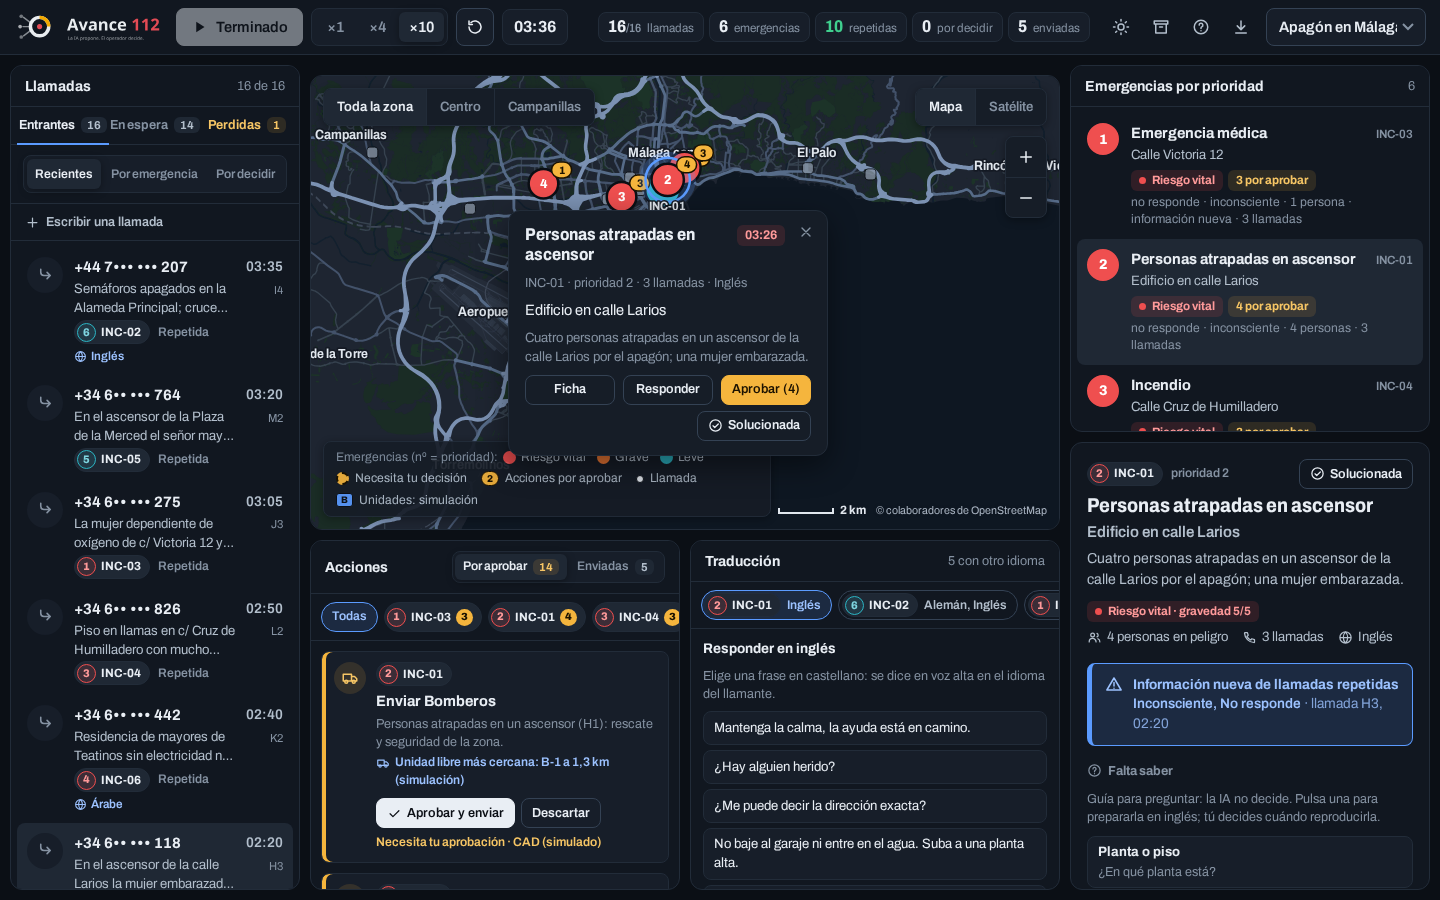 Avance 112
La IA propone. El operador decide.
Terminado
×1 ×4 ×10
03:36
16/16 llamadas
6 emergencias
10 repetidas
0 por decidir
5 enviadas
Apagón en Málaga
Llamadas
16 de 16
Entrantes 16
En espera 14
Perdidas 1
Recientes
Por emergencia
Por decidir
Escribir una llamada
+44 7•• ••• 207 03:35
Semáforos apagados en la I4
Alameda Principal; cruce...
6 INC-02 Repetida
Inglés
+34 6•• ••• 764 03:20
En el ascensor de la Plaza M2
de la Merced el señor may...
5 INC-05 Repetida
+34 6•• ••• 275 03:05
La mujer dependiente de J3
oxígeno de c/ Victoria 12 y...
1 INC-03 Repetida
+34 6•• ••• 826 02:50
Piso en llamas en c/ Cruz de L2
Humilladero con mucho...
3 INC-04 Repetida
+34 6•• ••• 442 02:40
Residencia de mayores de K2
Teatinos sin electricidad n...
4 INC-06 Repetida
Árabe
+34 6•• ••• 118 02:20
En el ascensor de la calle H3
Larios la mujer embarazad...
Toda la zona
Centro
Campanillas
Mapa
Satélite
+
−
Campanillas
Málaga
El Palo
Rincó
4 1
3 3
2 4
3
INC-01
Aeropue
de la Torre
Personas atrapadas en
ascensor
03:26
INC-01 · prioridad 2 · 3 llamadas · Inglés
Edificio en calle Larios
Cuatro personas atrapadas en un ascensor de la
calle Larios por el apagón; una mujer embarazada.
Ficha
Responder
Aprobar (4)
Solucionada
Emergencias (nº = prioridad): Riesgo vital Grave Leve
Necesita tu decisión 2 Acciones por aprobar Llamada
B Unidades: simulación
2 km
© colaboradores de OpenStreetMap
Acciones
Por aprobar 14
Enviadas 5
Todas
1 INC-03 3
2 INC-01 4
3 INC-04 3
2 INC-01
Enviar Bomberos
Personas atrapadas en un ascensor (H1): rescate
y seguridad de la zona.
Unidad libre más cercana: B-1 a 1,3 km
(simulación)
Aprobar y enviar
Descartar
Necesita tu aprobación · CAD (simulado)
Traducción
5 con otro idioma
2 INC-01 Inglés
6 INC-02 Alemán, Inglés
1 I
Responder en inglés
Elige una frase en castellano: se dice en voz alta en el idioma
del llamante.
Mantenga la calma, la ayuda está en camino.
¿Hay alguien herido?
¿Me puede decir la dirección exacta?
No baje al garaje ni entre en el agua. Suba a una planta
alta.
Emergencias por prioridad
6
1 Emergencia médica INC-03
Calle Victoria 12
Riesgo vital 3 por aprobar
no responde · inconsciente · 1 persona ·
información nueva · 3 llamadas
2 Personas atrapadas en ascensor INC-01
Edificio en calle Larios
Riesgo vital 4 por aprobar
no responde · inconsciente · 4 personas · 3
llamadas
3 Incendio INC-04
Calle Cruz de Humilladero
Riesgo vital 3 por aprobar
2 INC-01 prioridad 2
Solucionada
Personas atrapadas en ascensor
Edificio en calle Larios
Cuatro personas atrapadas en un ascensor de la
calle Larios por el apagón; una mujer embarazada.
Riesgo vital · gravedad 5/5
4 personas en peligro
3 llamadas
Inglés
Información nueva de llamadas repetidas
Inconsciente, No responde · llamada H3,
02:20
Falta saber
Guía para preguntar: la IA no decide. Pulsa una para
prepararla en inglés; tú decides cuándo reproducirla.
Planta o piso
¿En qué planta está?